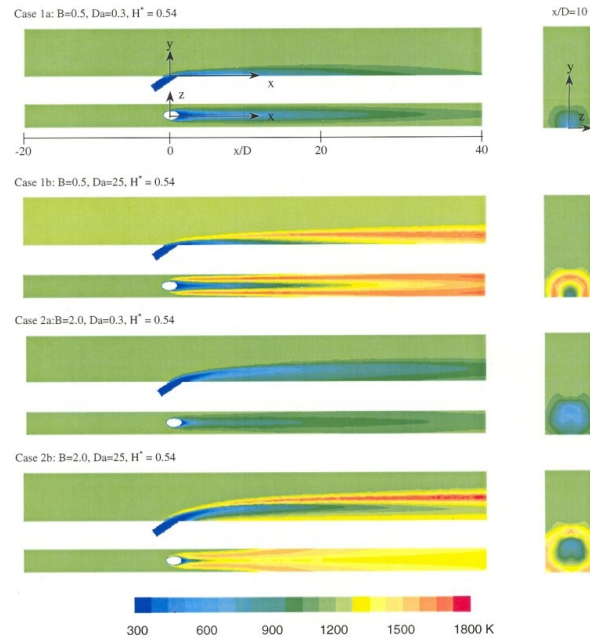 Case 1a: B=0.5, Da=0.3, H* = 0.54
x/D=10
y
x
z
x
y
z
-20 0 x/D 20 40
Case 1b: B=0.5, Da=25, H* = 0.54
Case 2a:B=2.0, Da=0.3, H* = 0.54
Case 2b: B=2.0, Da=25, H* = 0.54
300 600 900 1200 1500 1800 K